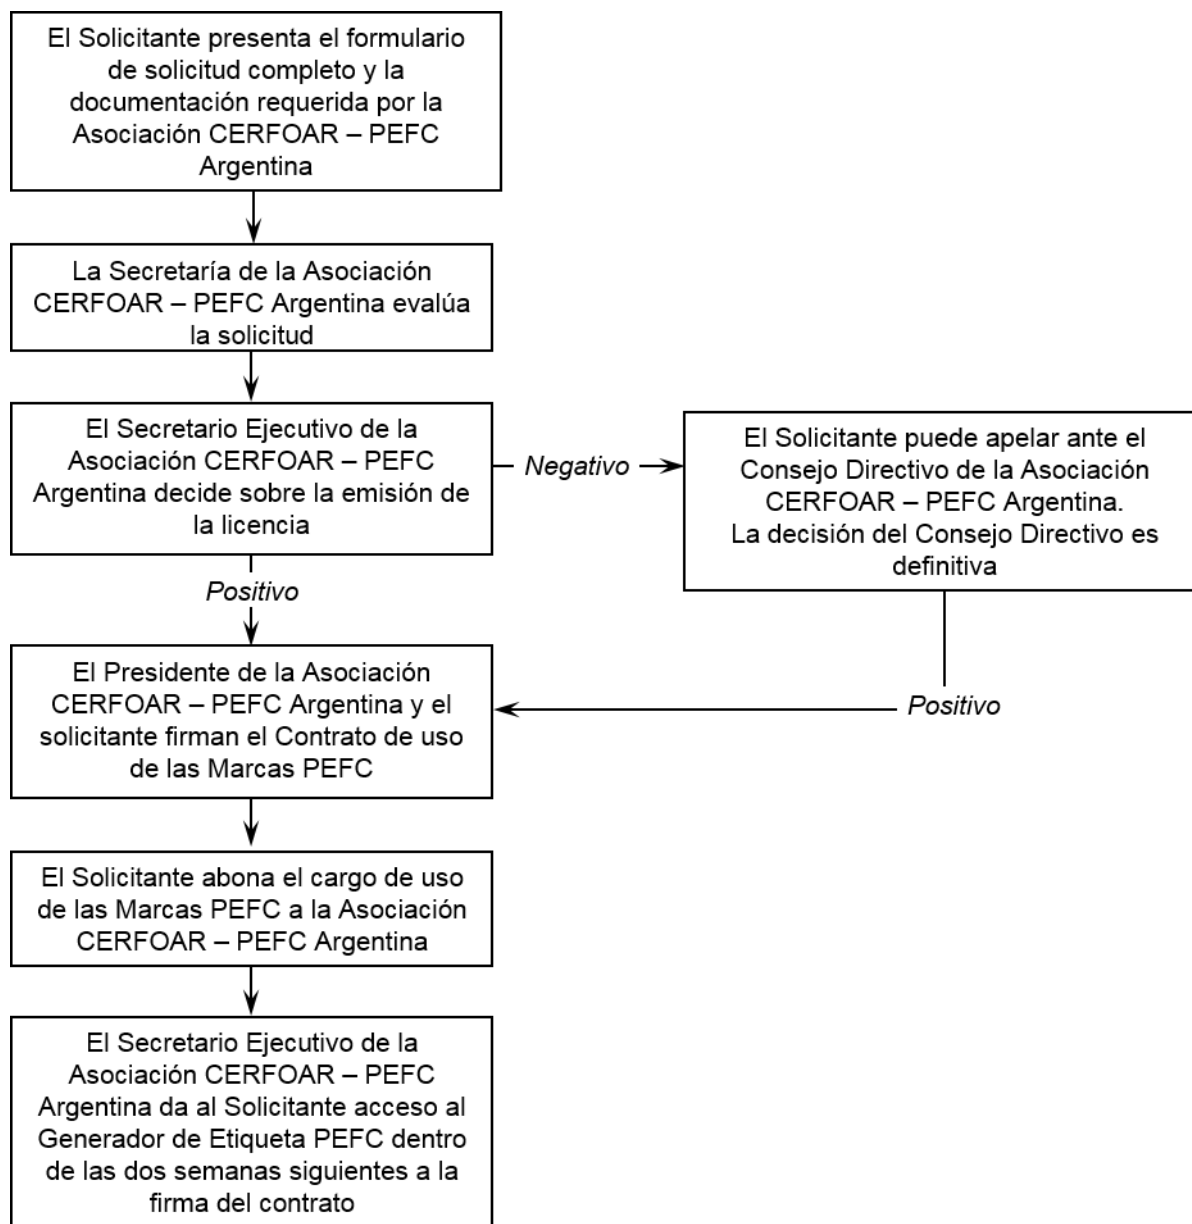 El Solicitante presenta el formulario
de solicitud completo y la
documentación requerida por la
Asociación CERFOAR – PEFC
Argentina
La Secretaría de la Asociación
CERFOAR – PEFC Argentina evalúa
la solicitud
El Secretario Ejecutivo de la
Asociación CERFOAR – PEFC
Argentina decide sobre la emisión de
la licencia
Negativo
El Solicitante puede apelar ante el
Consejo Directivo de la Asociación
CERFOAR – PEFC Argentina.
La decisión del Consejo Directivo es
definitiva
Positivo
El Presidente de la Asociación
CERFOAR – PEFC Argentina y el
solicitante firman el Contrato de uso
de las Marcas PEFC
Positivo
El Solicitante abona el cargo de uso
de las Marcas PEFC a la Asociación
CERFOAR – PEFC Argentina
El Secretario Ejecutivo de la
Asociación CERFOAR – PEFC
Argentina da al Solicitante acceso al
Generador de Etiqueta PEFC dentro
de las dos semanas siguientes a la
firma del contrato